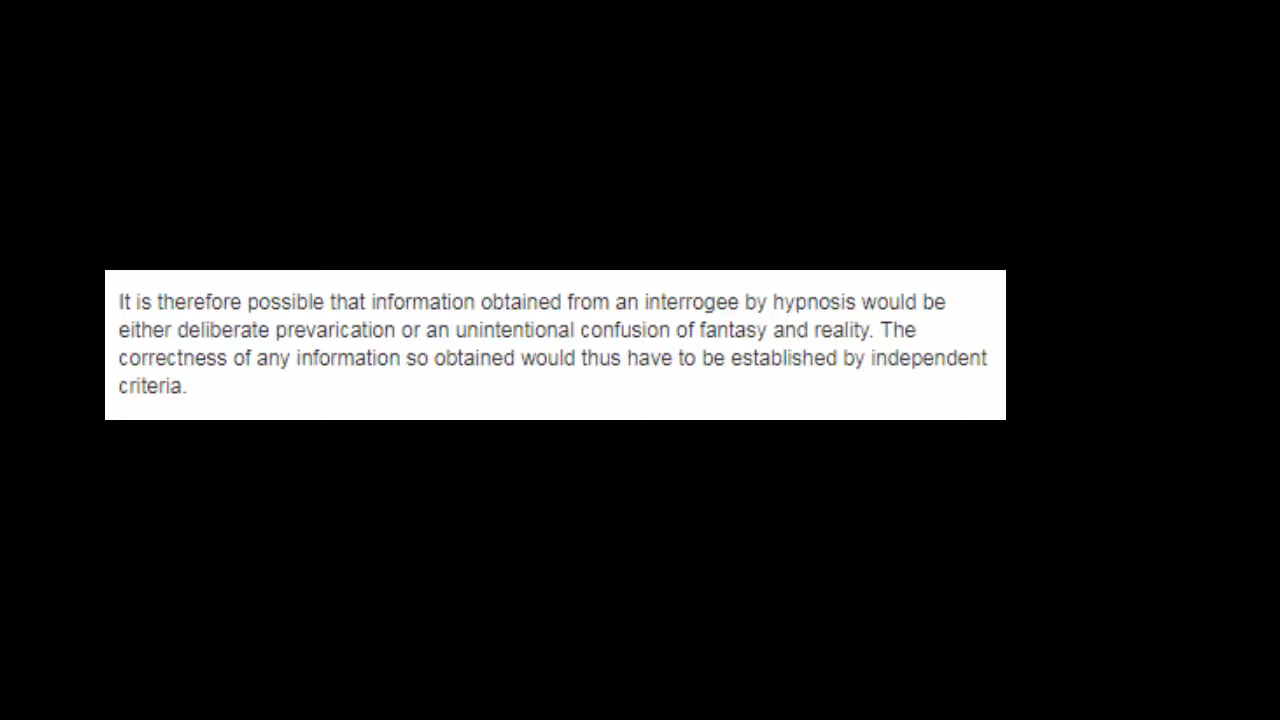 It is therefore possible that information obtained from an interrogee by hypnosis would be
either deliberate prevarication or an unintentional confusion of fantasy and reality. The
correctness of any information so obtained would thus have to be established by independent
criteria.